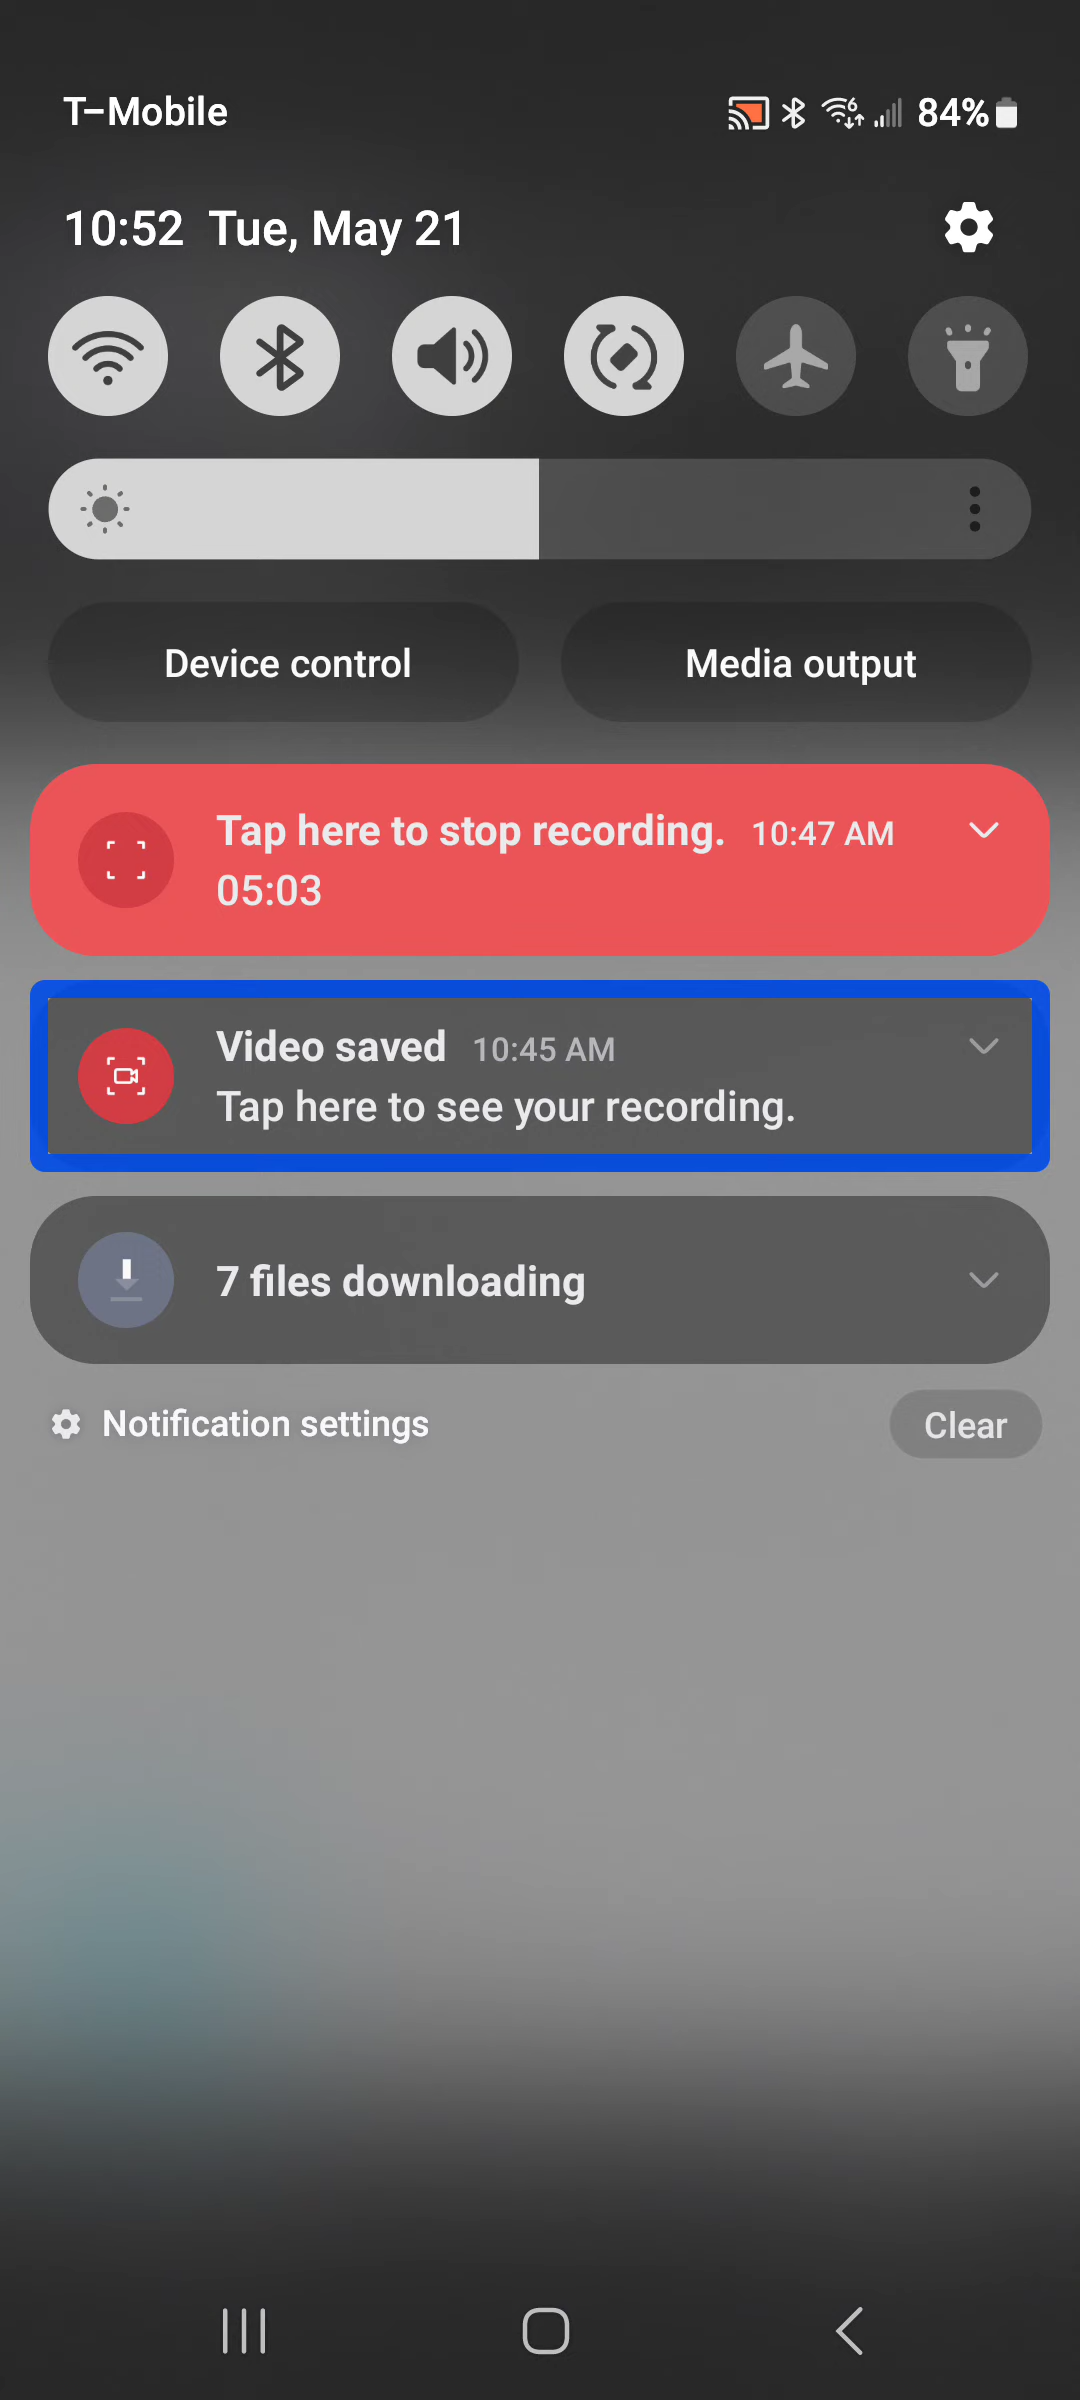 T-Mobile
6 84%
10:52 Tue, May 21
Device control
Media output
Tap here to stop recording. 10:47 AM
05:03
Video saved 10:45 AM
Tap here to see your recording.
7 files downloading
Notification settings
Clear